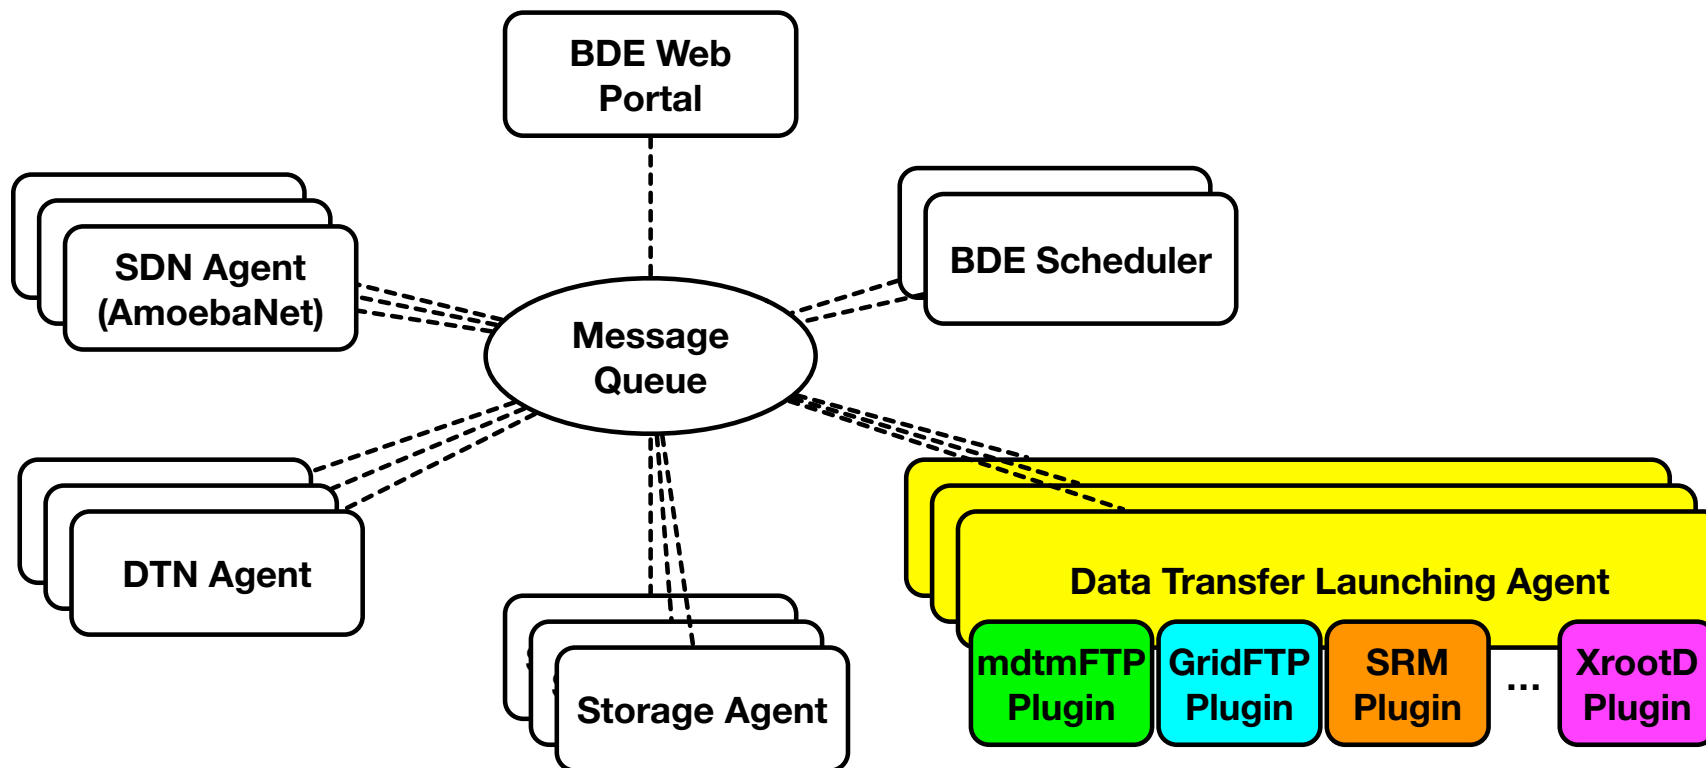 BDE Web
Portal
SDN Agent
(AmoebaNet)
BDE Scheduler
Message
Queue
DTN Agent
Data Transfer Launching Agent
mdtmFTP
Plugin
GridFTP
Plugin
SRM
Plugin
...
XrootD
Plugin
Storage Agent